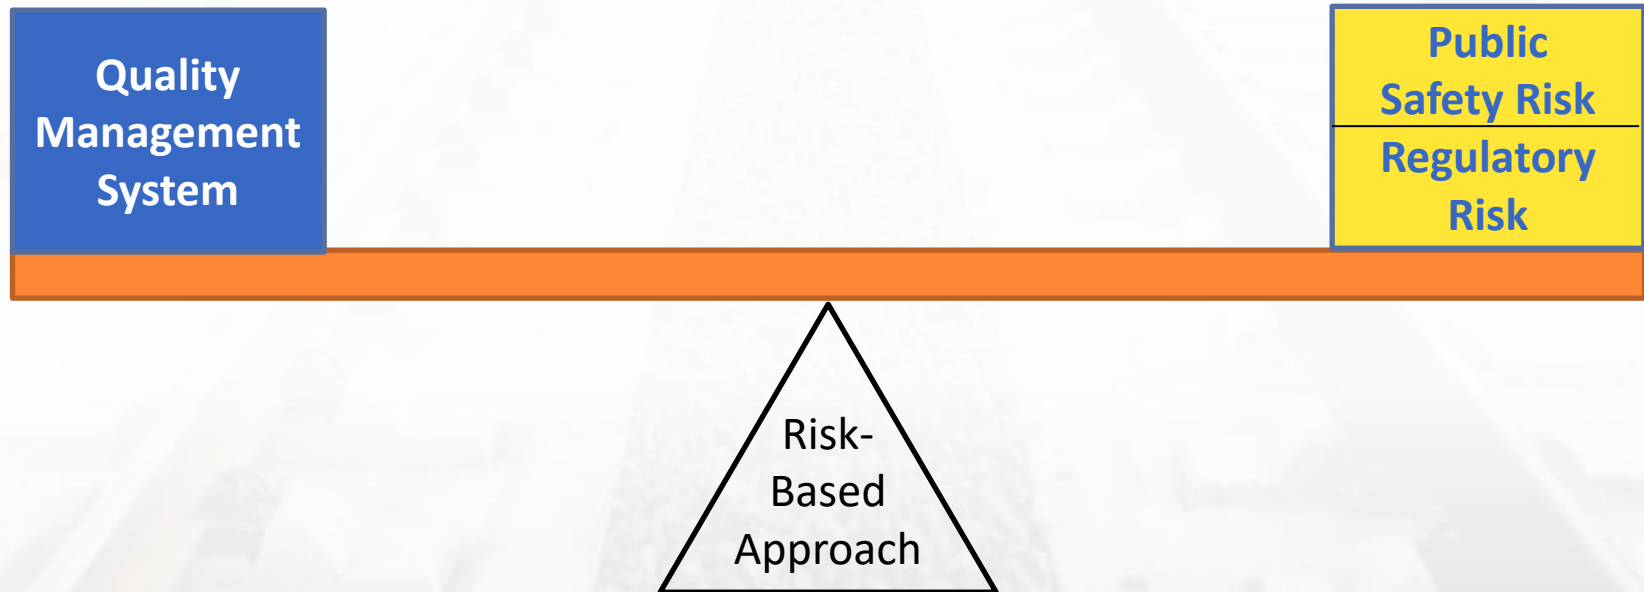 Quality
Management
System
Public
Safety Risk
Regulatory
Risk
Risk-
Based
Approach